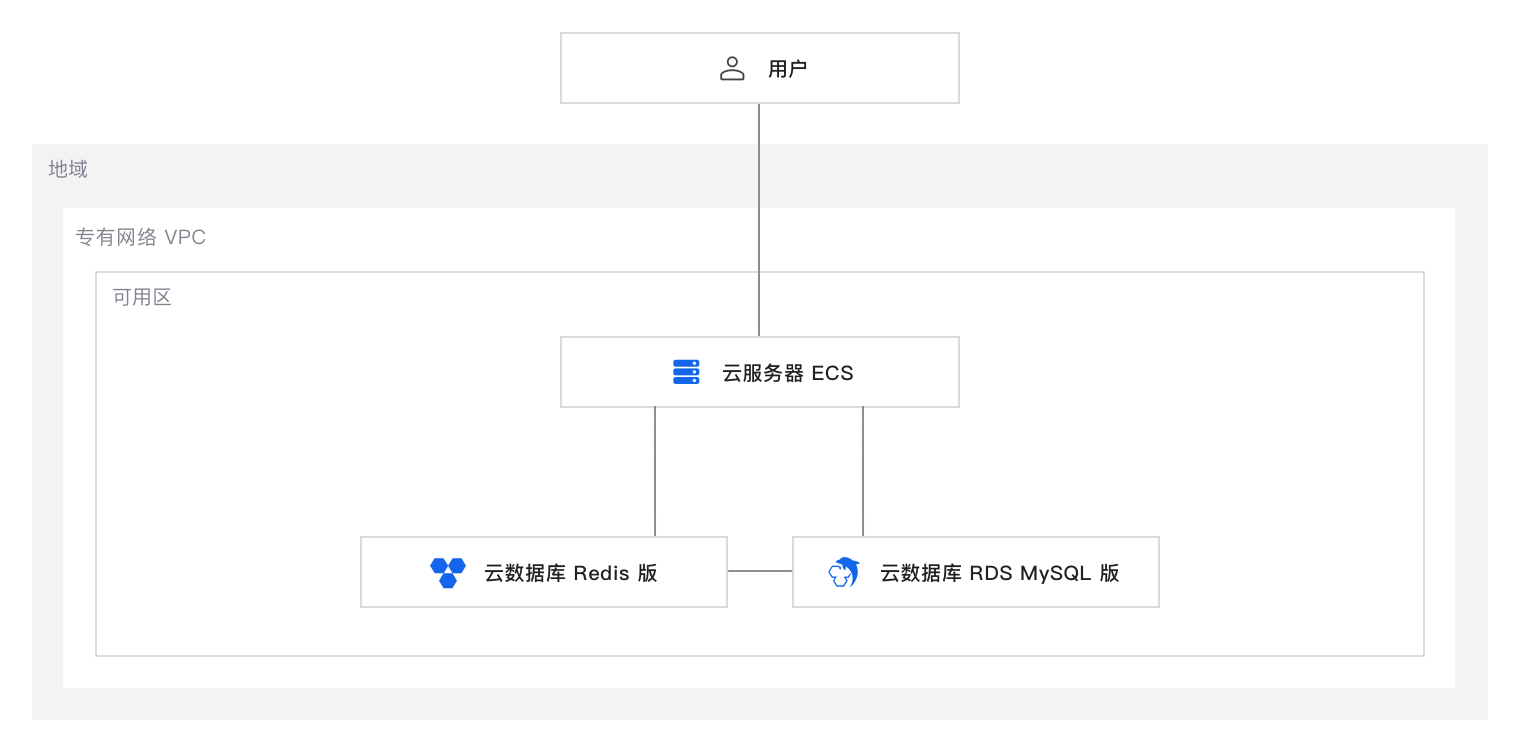 用户
地域
专有网络 VPC
可用区
云服务器 ECS
云数据库 Redis 版
云数据库 RDS MySQL 版